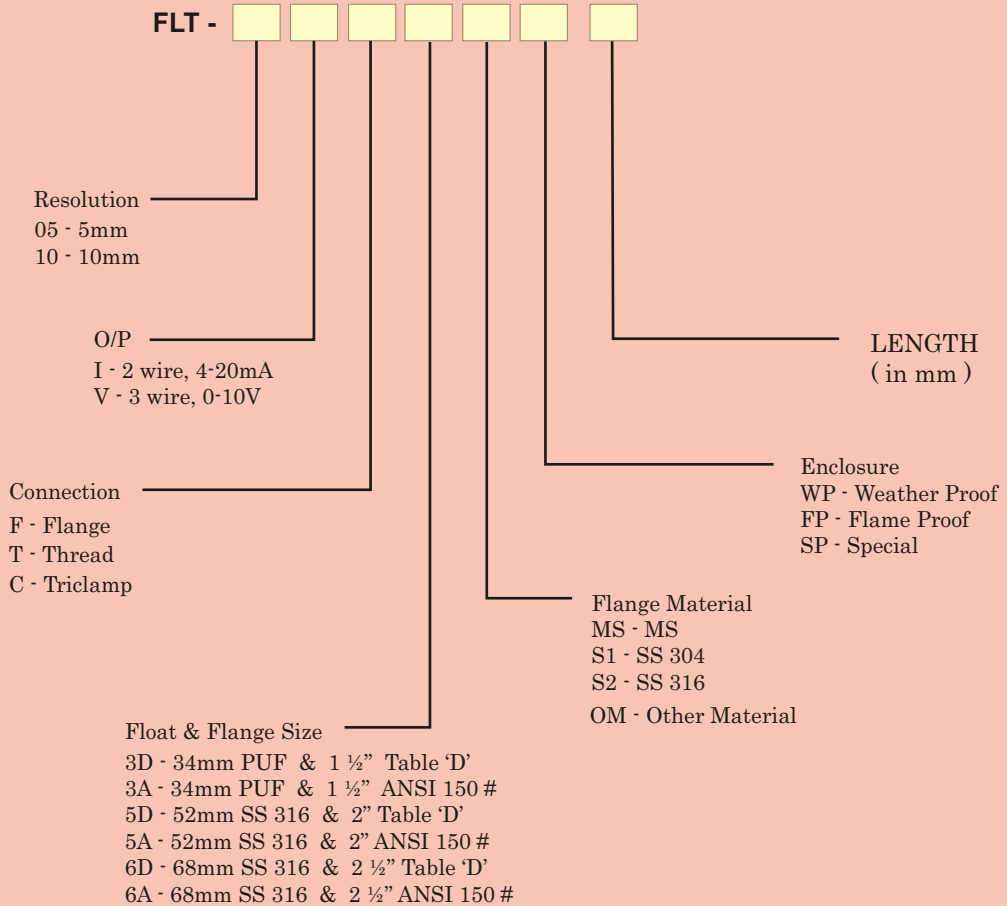 FLT -
Resolution
05 - 5mm
10 - 10mm
O/P
I - 2 wire, 4-20mA
V - 3 wire, 0-10V
LENGTH
( in mm )
Connection
F - Flange
T - Thread
C - Triclamp
Enclosure
WP - Weather Proof
FP - Flame Proof
SP - Special
Flange Material
MS - MS
S1 - SS 304
S2 - SS 316
OM - Other Material
Float & Flange Size
3D - 34mm PUF & 1 ½” Table ‘D’
3A - 34mm PUF & 1 ½” ANSI 150 #
5D - 52mm SS 316 & 2” Table ‘D’
5A - 52mm SS 316 & 2” ANSI 150 #
6D - 68mm SS 316 & 2 ½” Table ‘D’
6A - 68mm SS 316 & 2 ½” ANSI 150 #